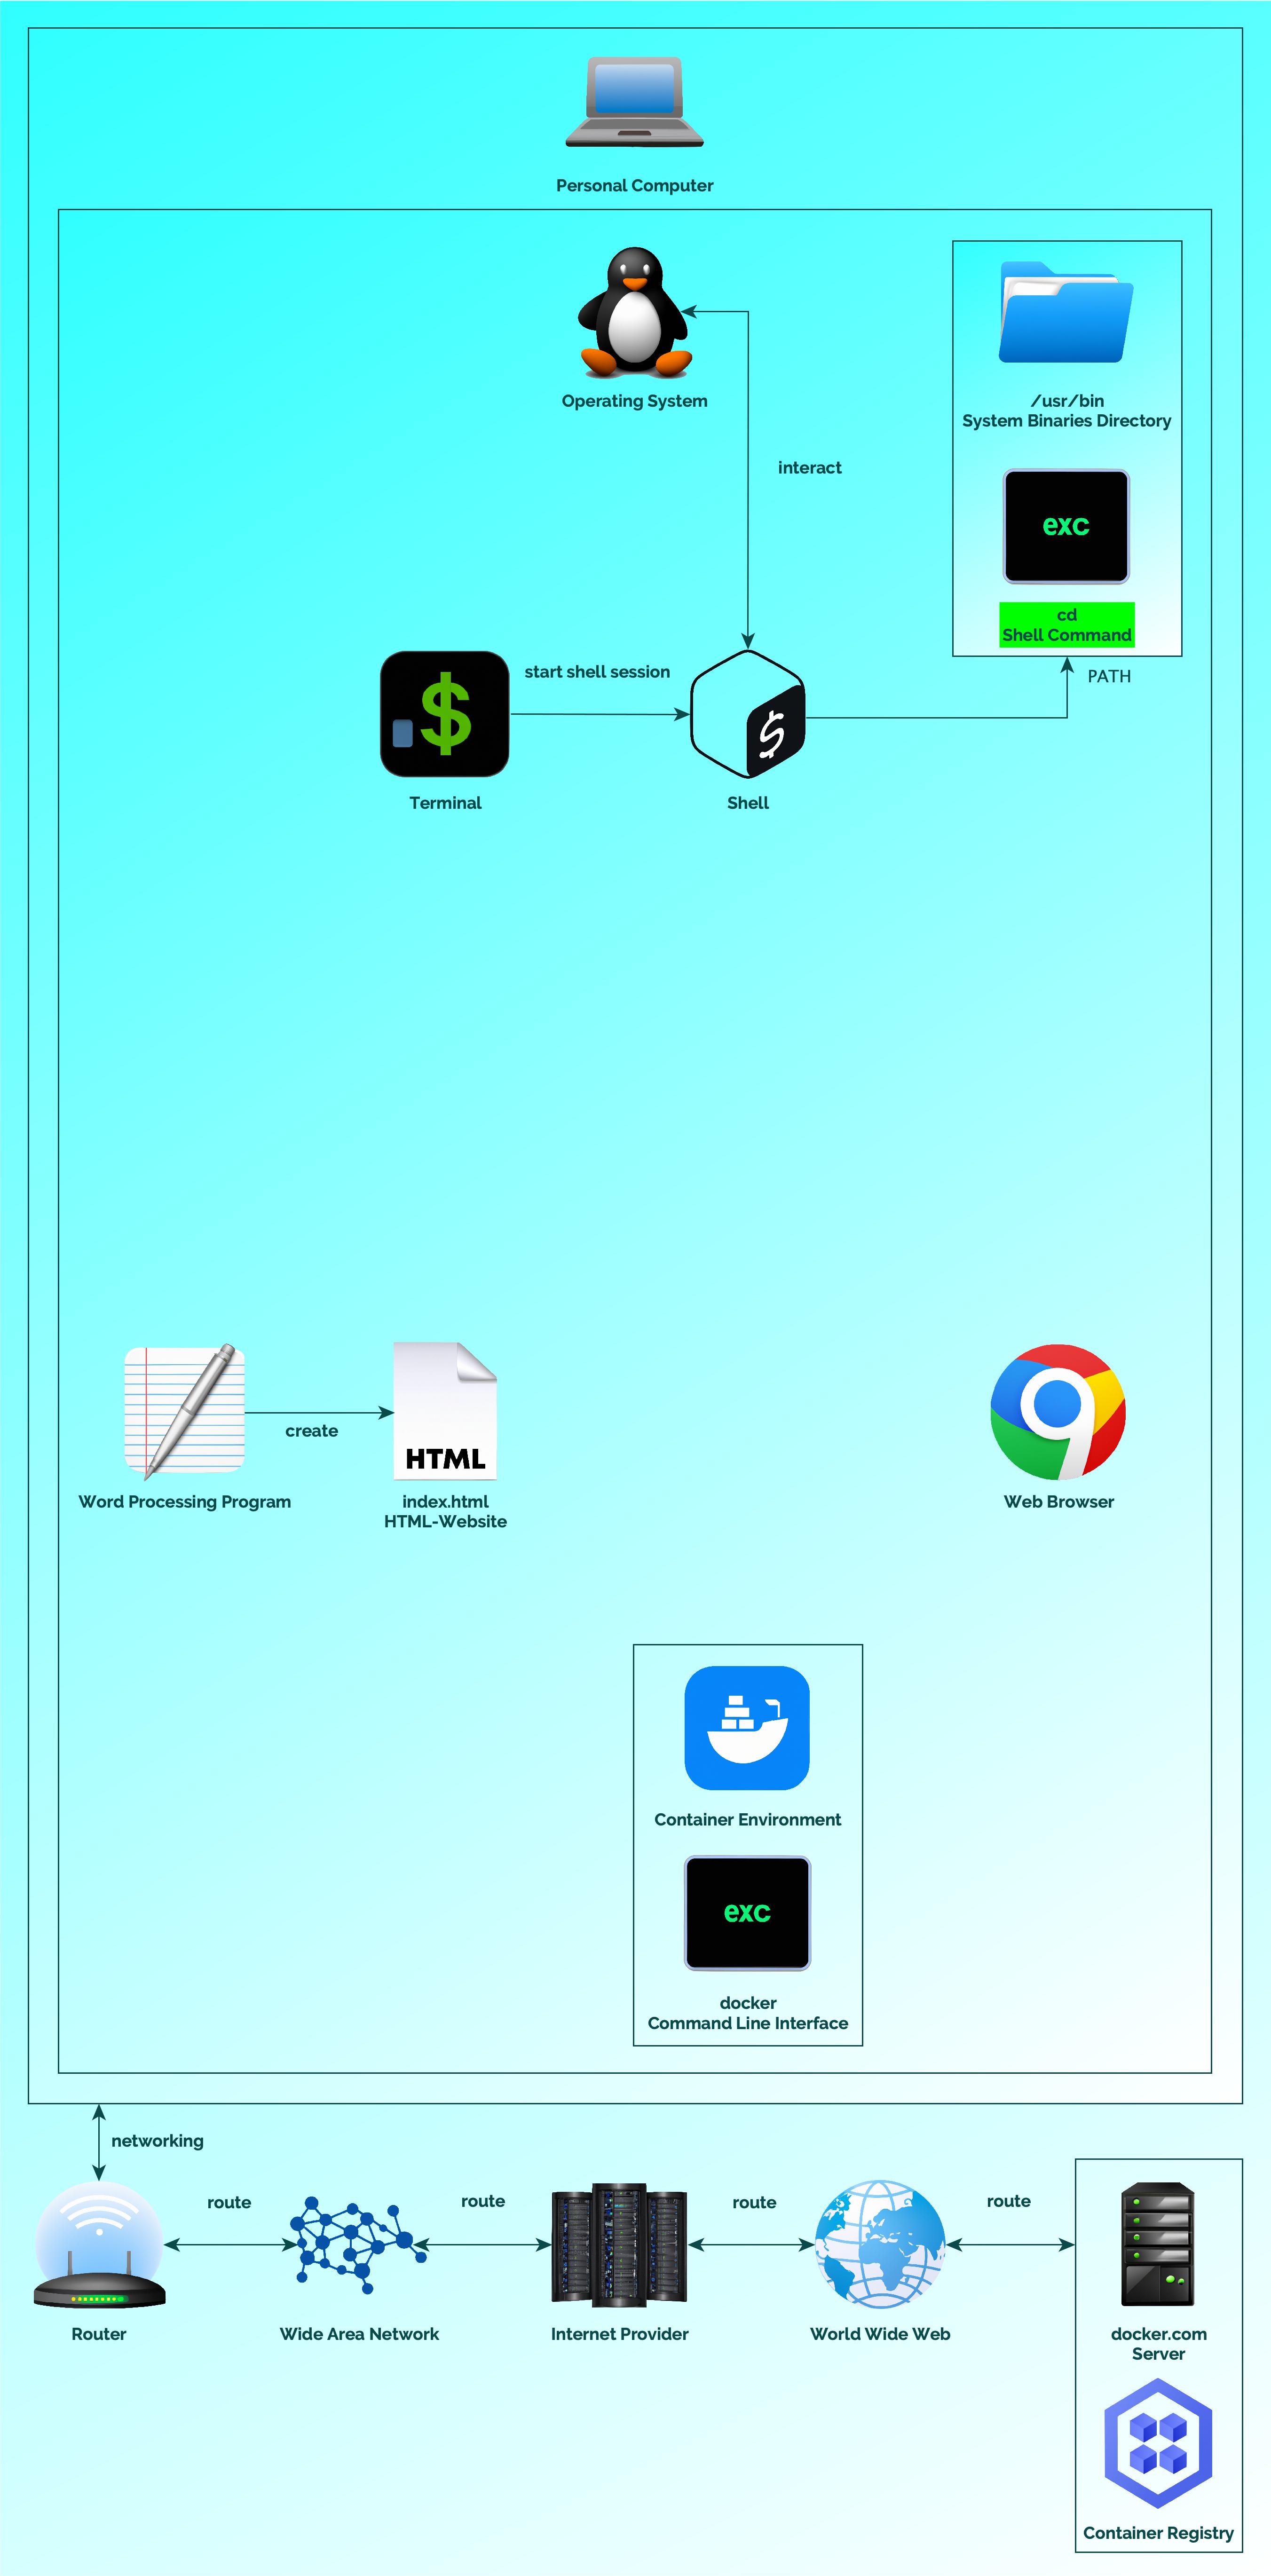 Personal Computer
Operating System
/usr/bin
System Binaries Directory
interact
exc
cd
Shell Command
PATH
start shell session
$
$
Terminal
Shell
create
HTML
Word Processing Program
index.html
HTML-Website
Web Browser
Container Environment
exc
docker
Command Line Interface
networking
route
route
route
route
Router
Wide Area Network
Internet Provider
World Wide Web
docker.com
Server
Container Registry